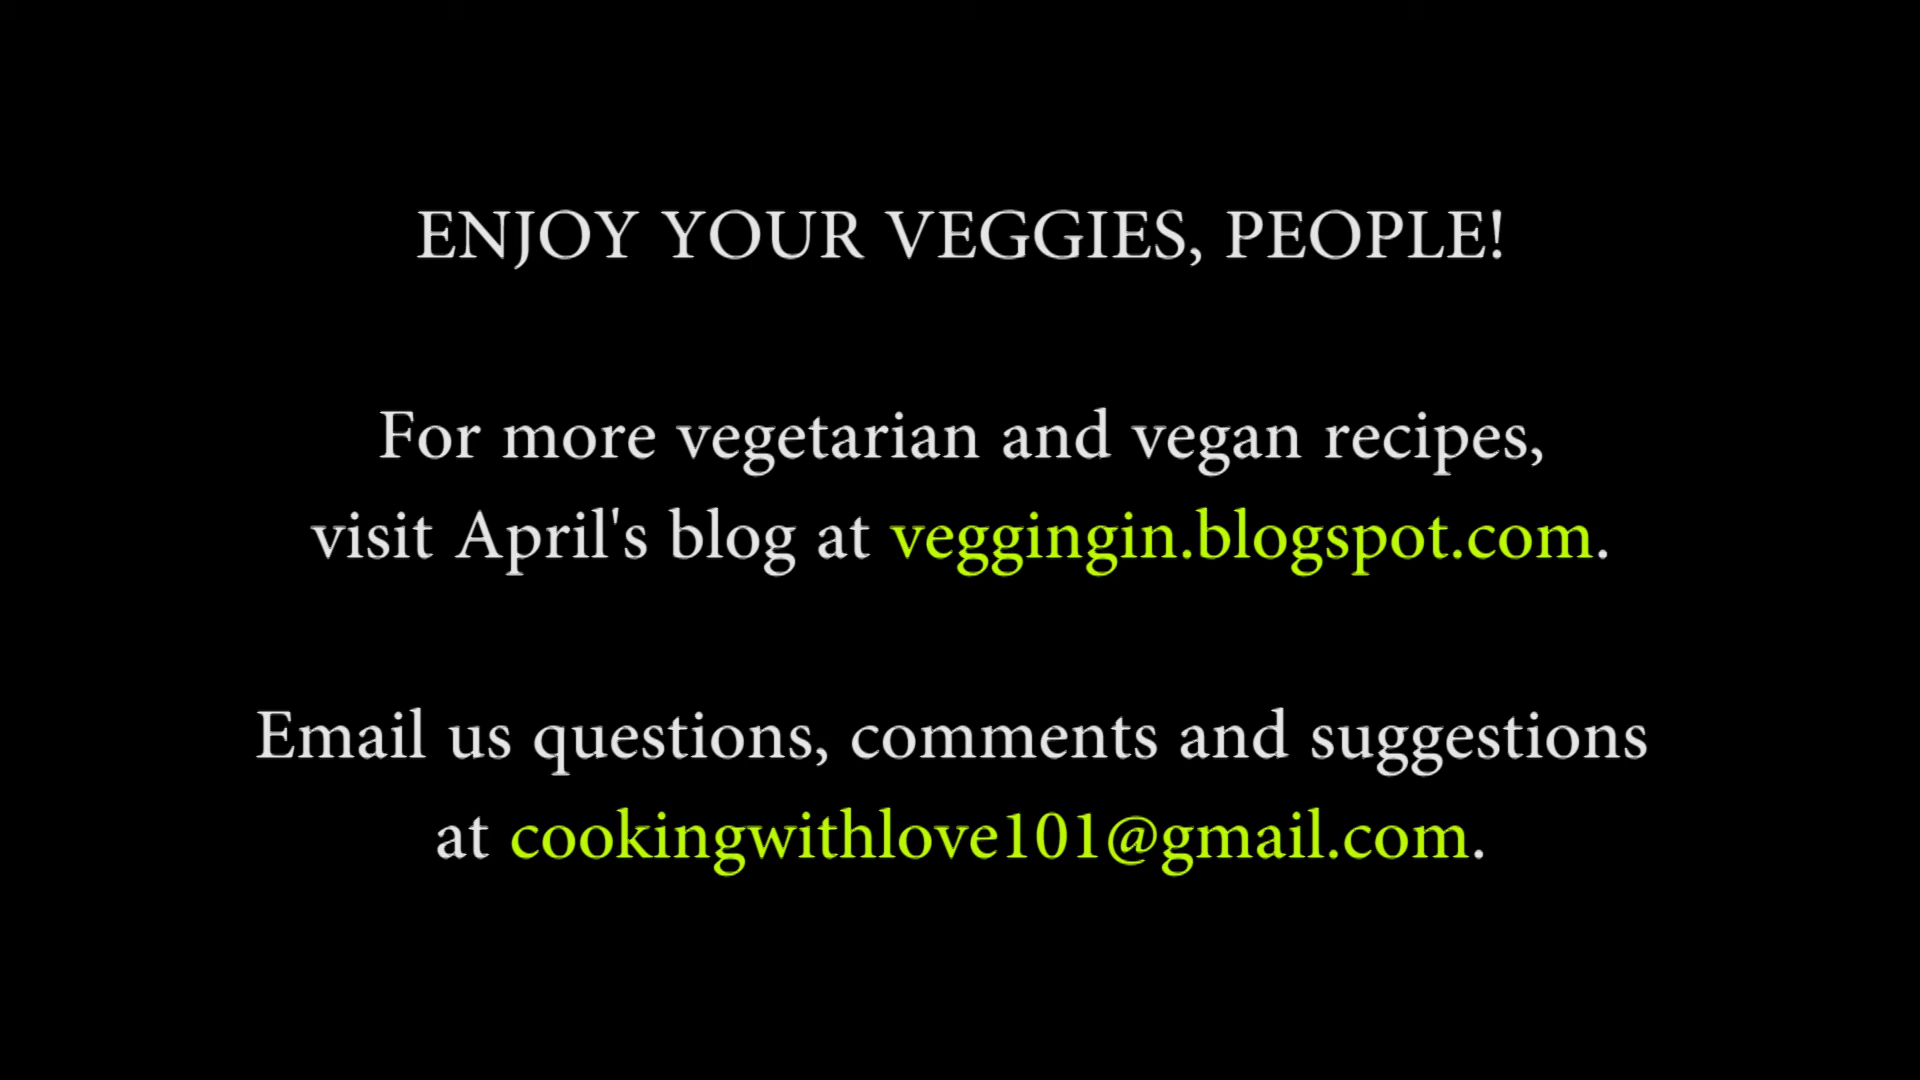 ENJOY YOUR VEGGIES, PEOPLE!
For more vegetarian and vegan recipes,
visit April's blog at veggingin.blogspot.com.
Email us questions, comments and suggestions
at cookingwithlove101@gmail.com.